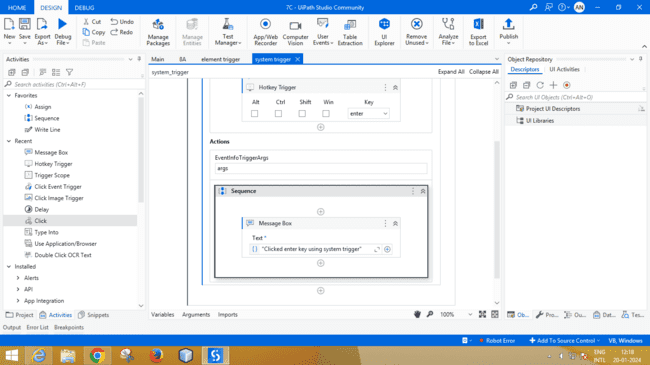 HOME DESIGN DEBUG 7C - UiPath Studio Community AN
New Save Export As Debug File Cut Copy Paste Undo Redo Manage Packages Manage Entities Test Manager App/Web Recorder Computer Vision User Events Table Extraction UI Explorer Remove Unused Analyze File Export to Excel Publish
Activities
Search activities (Ctrl+Alt+F)
Favorites
Assign
Sequence
Write Line
Recent
Message Box
Hotkey Trigger
Trigger Scope
Click Event Trigger
Click Image Trigger
Delay
Click
Type Into
Use Application/Browser
Double Click OCR Text
Installed
Alerts
API
App Integration
Project Activities Snippets
Main 8A element trigger system trigger
system_trigger Expand All Collapse All
Hotkey Trigger
Alt Ctrl Shift Win Key
enter
Actions
EventInfoTriggerArgs
args
Sequence
Message Box
Text *
"Clicked enter key using system trigger"
Variables Arguments Imports 100%
Object Repository
Descriptors UI Activities
Search UI Objects (Ctrl+Alt+O)
Project UI Descriptors
UI Libraries
Ob... Pro... Ou... Dat... Tes...
Output Error List Breakpoints
Robot Error Add To Source Control VB, Windows
ENG
INTL
12:18
20-01-2024